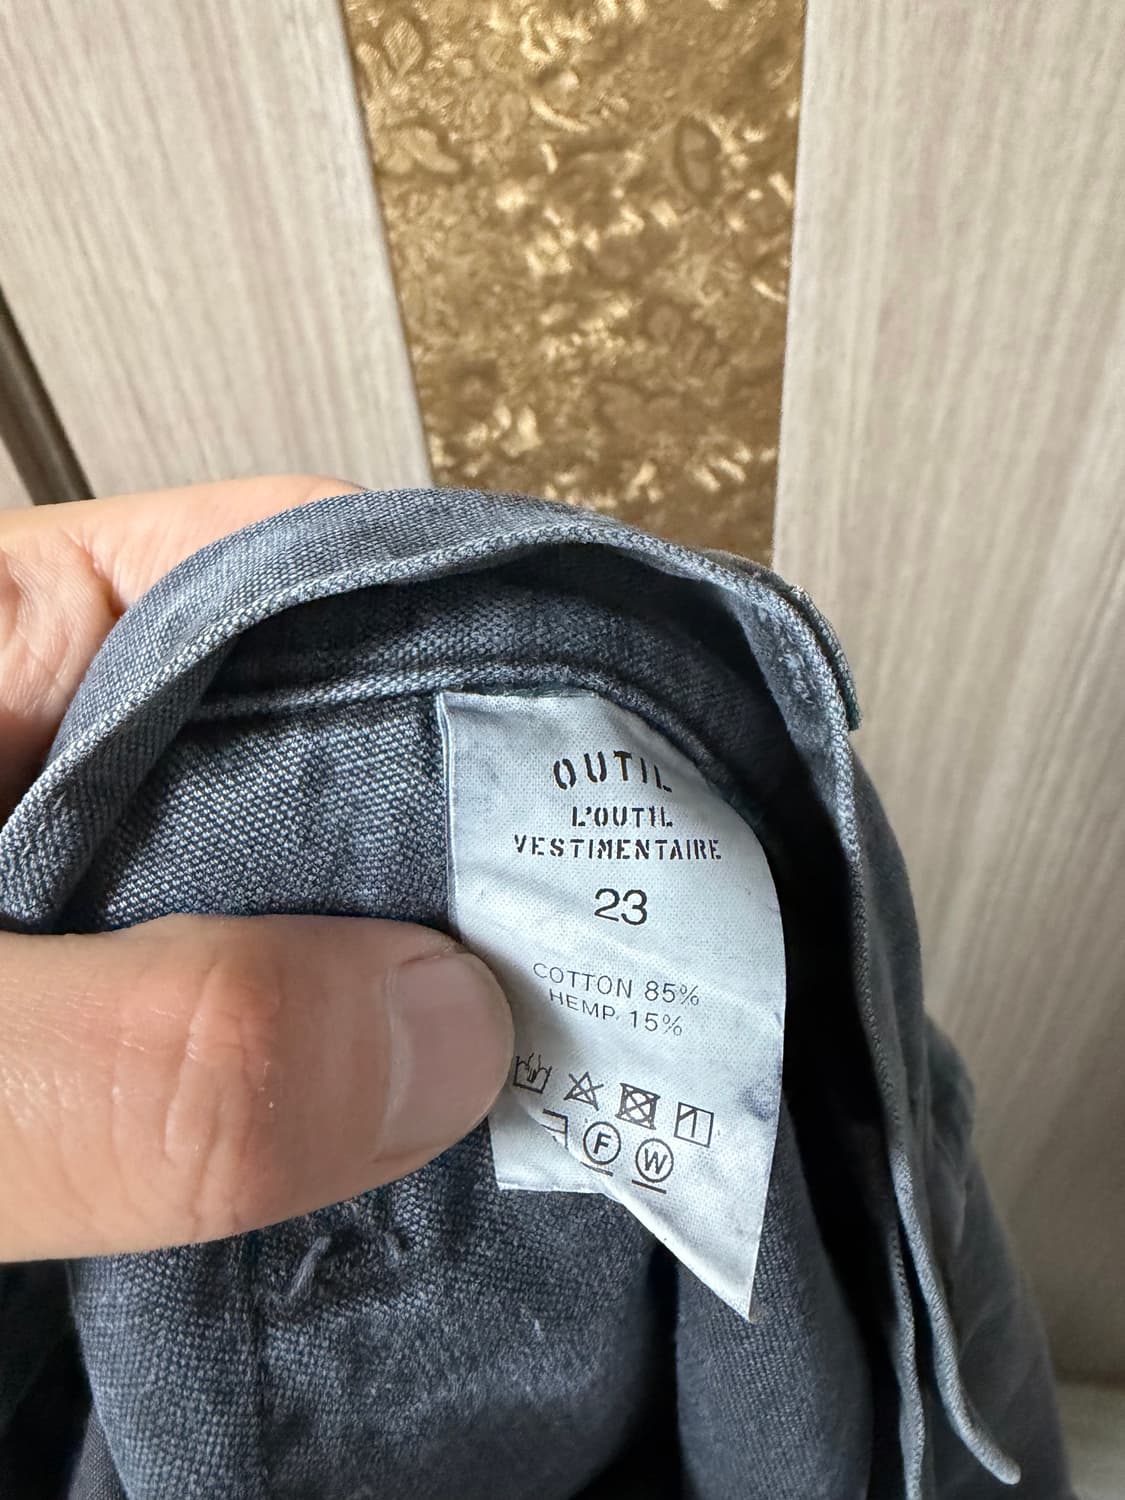 OUTIL
L'OUTIL
VESTIMENTAIRE
23
COTTON 85%
HEMP 15%
F W